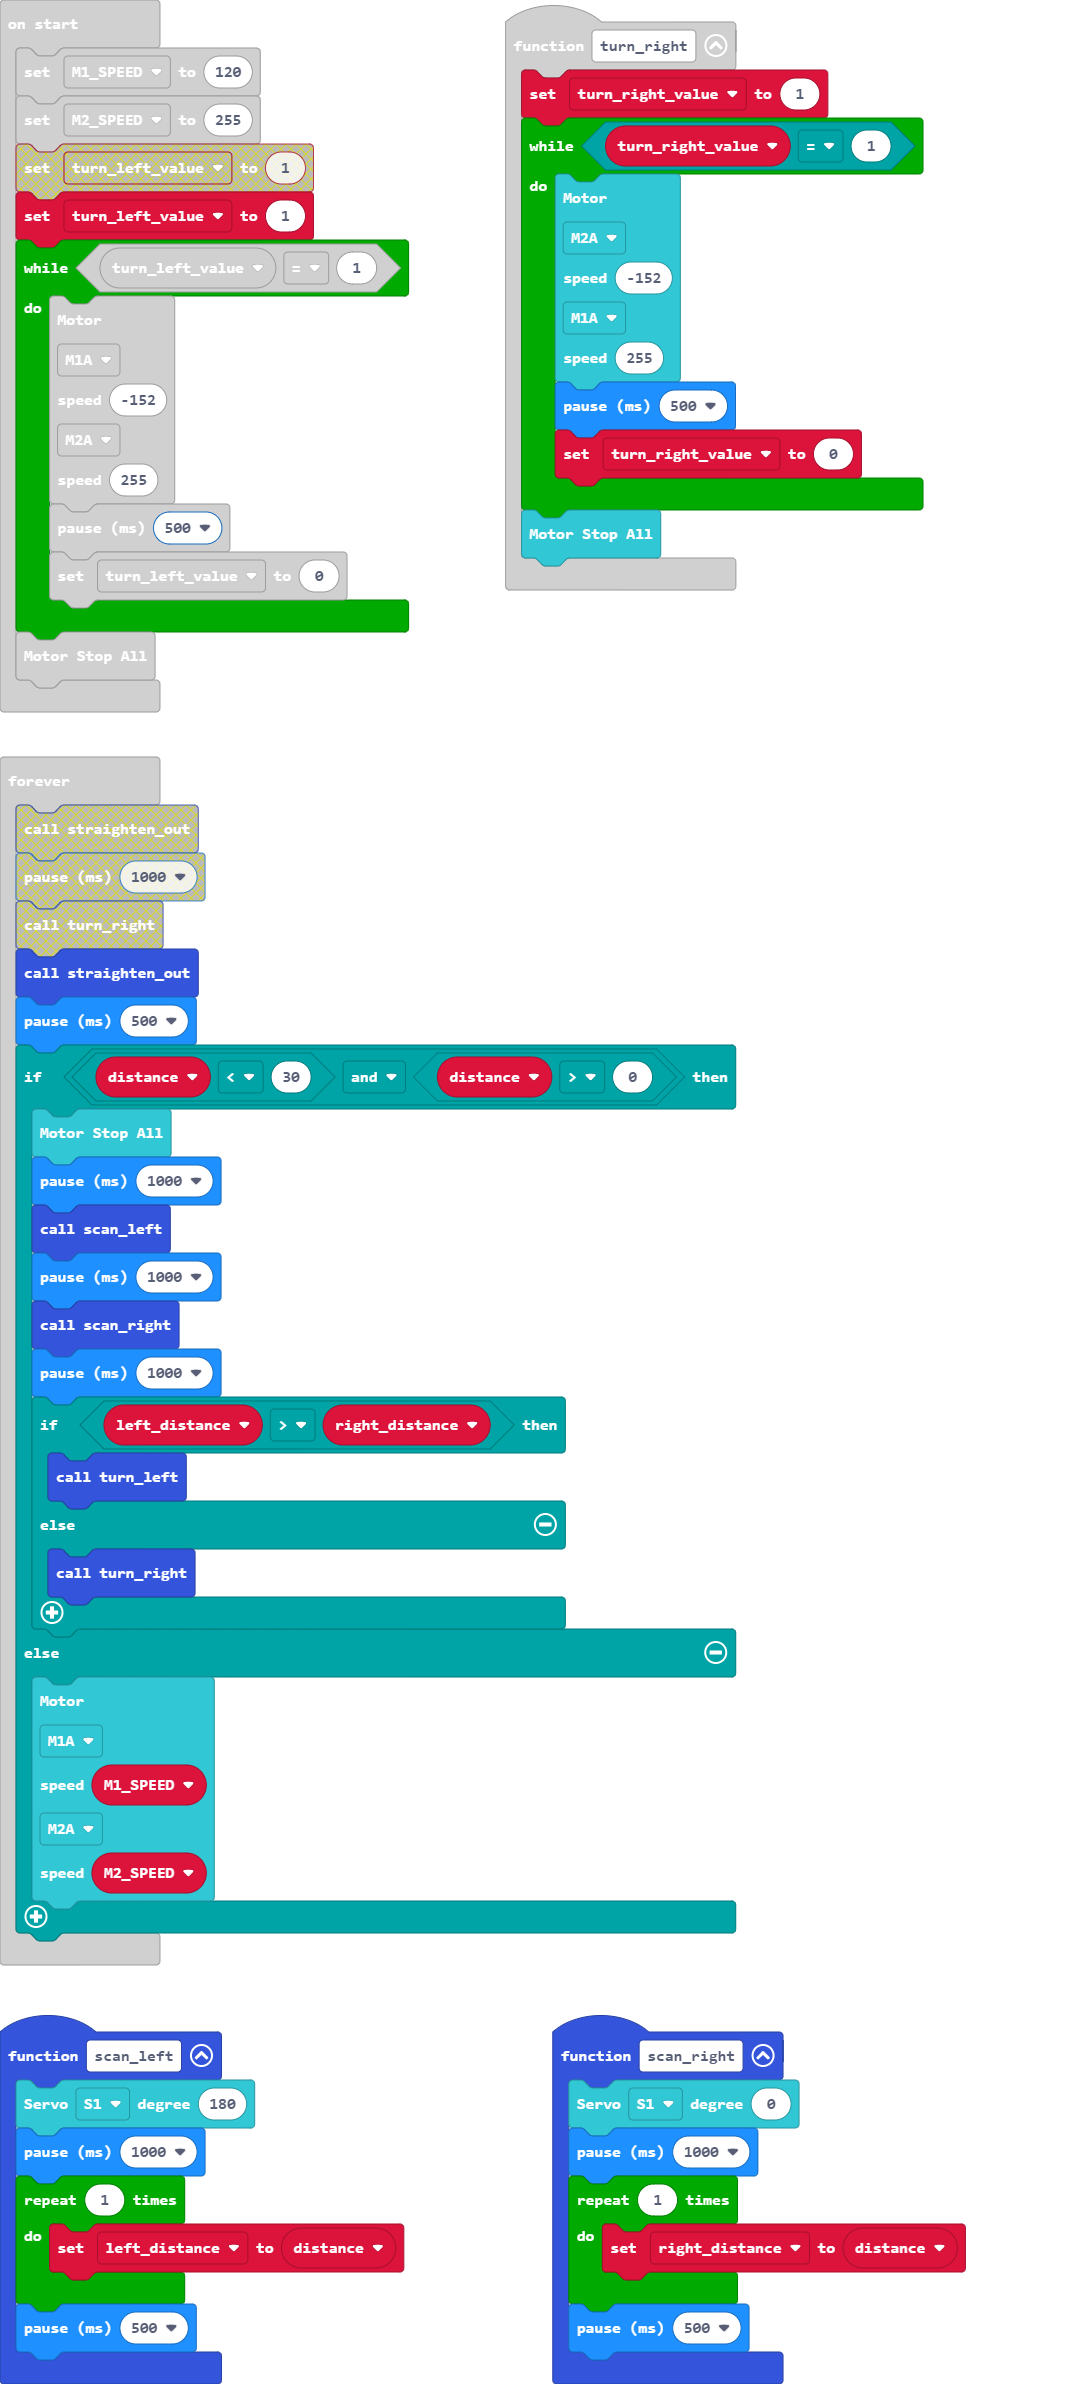 on start
set M1_SPEED to 120
set M2_SPEED to 255
set turn_left_value to 1
set turn_left_value to 1
while turn_left_value = 1
do
Motor
M1A
speed -152
M2A
speed 255
pause (ms) 500
set turn_left_value to 0
Motor Stop All
function turn_right
set turn_right_value to 1
while turn_right_value = 1
do
Motor
M2A
speed -152
M1A
speed 255
pause (ms) 500
set turn_right_value to 0
Motor Stop All
forever
call straighten_out
pause (ms) 1000
call turn_right
call straighten_out
pause (ms) 500
if distance < 30 and distance > 0 then
Motor Stop All
pause (ms) 1000
call scan_left
pause (ms) 1000
call scan_right
pause (ms) 1000
if left_distance > right_distance then
call turn_left
else
call turn_right
else
Motor
M1A
speed M1_SPEED
M2A
speed M2_SPEED
function scan_left
Servo S1 degree 180
pause (ms) 1000
repeat 1 times
do set left_distance to distance
pause (ms) 500
function scan_right
Servo S1 degree 0
pause (ms) 1000
repeat 1 times
do set right_distance to distance
pause (ms) 500